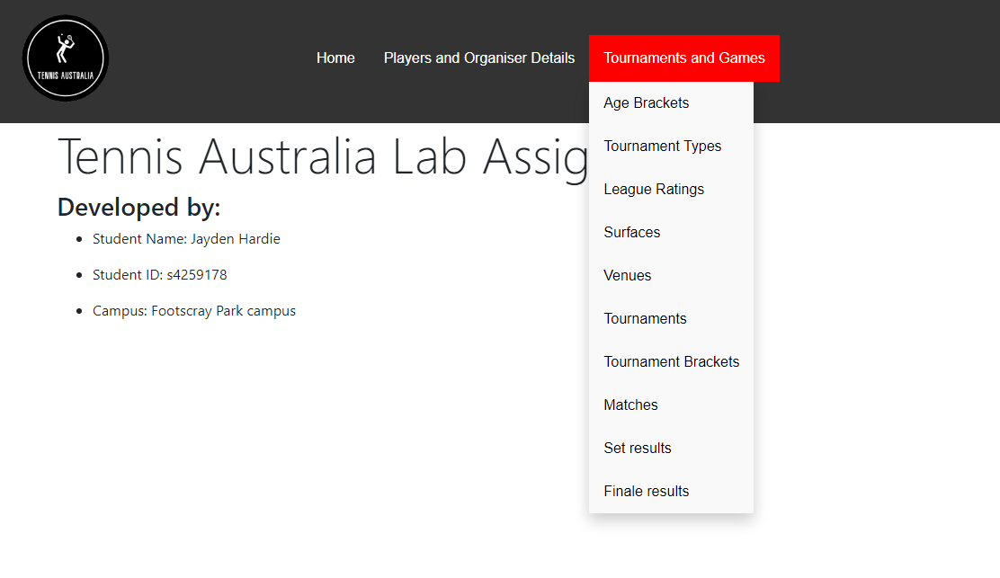 TENNIS AUSTRALIA
Home
Players and Organiser Details
Tournaments and Games
Age Brackets
Tournament Types
League Ratings
Surfaces
Venues
Tournaments
Tournament Brackets
Matches
Set results
Finale results
Tennis Australia Lab Assig
Developed by:
Student Name: Jayden Hardie
Student ID: s4259178
Campus: Footscray Park campus